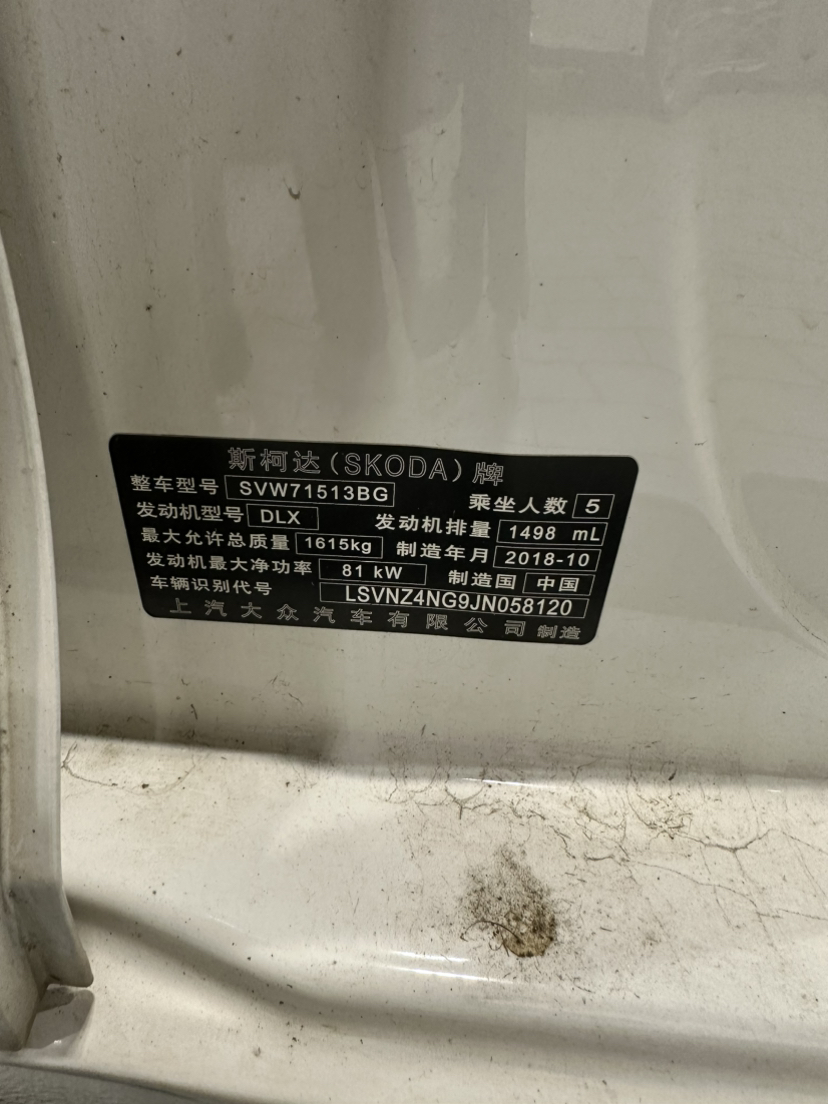 斯柯达(SKODA)牌
整车型号 SVW71513BG 乘坐人数 5
发动机型号 DLX 发动机排量 1498 mL
最大允许总质量 1615kg 制造年月 2018-10
发动机最大净功率 81 kW 制造国 中国
车辆识别代号 LSVNZ4NG9JN058120
上汽大众汽车有限公司 制造